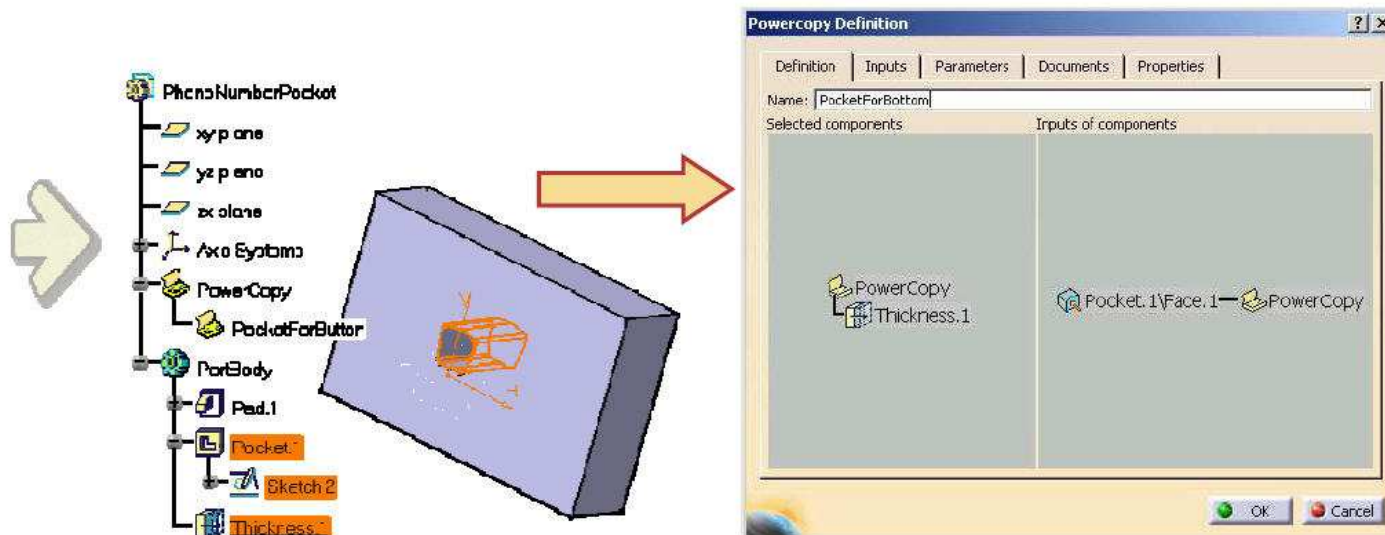 PhoneNumberPocket
xy plane
yz plane
zx plane
Axis Systems
PowerCopy
PocketForButton
PartBody
Pad.1
Pocket.1
Sketch.2
Thickness.1
Powercopy Definition
Definition Inputs Parameters Documents Properties
Name: PocketForBottom
Selected components Inputs of components
PowerCopy
Thickness.1
Pocket.1\Face.1 PowerCopy
OK Cancel